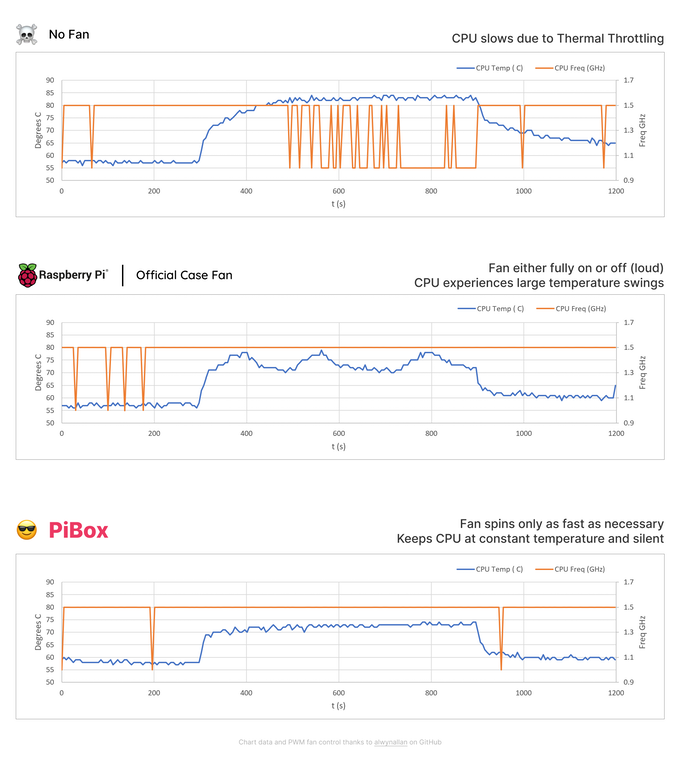 No Fan
CPU slows due to Thermal Throttling
CPU Temp ( C) CPU Freq (GHz)
90 1.7
85
80 1.5
75
70 1.3
65
60 1.1
55
50 0.9
Degrees C
Freq GHz
0 200 400 600 800 1000 1200
t (s)
Raspberry Pi | Official Case Fan
Fan either fully on or off (loud)
CPU experiences large temperature swings
CPU Temp ( C) CPU Freq (GHz)
90 1.7
85
80 1.5
75
70 1.3
65
60 1.1
55
50 0.9
Degrees C
Freq GHz
0 200 400 600 800 1000 1200
t (s)
PiBox
Fan spins only as fast as necessary
Keeps CPU at constant temperature and silent
CPU Temp ( C) CPU Freq (GHz)
90 1.7
85
80 1.5
75
70 1.3
65
60 1.1
55
50 0.9
Degrees C
Freq GHz
0 200 400 600 800 1000 1200
t (s)
Chart data and PWM fan control thanks to alwynallan on GitHub